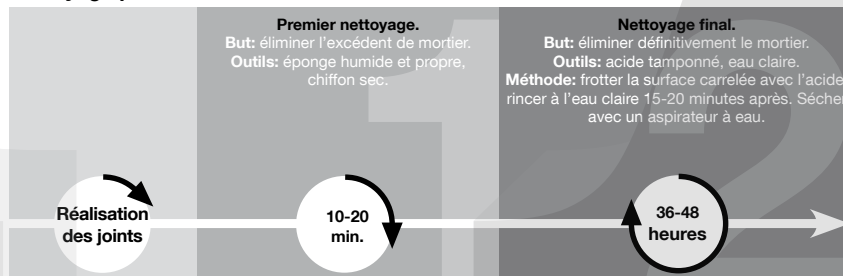 Premier nettoyage.
But: éliminer l'excédent de mortier.
Outils: éponge humide et propre,
chiffon sec.
Nettoyage final.
But: éliminer définitivement le mortier.
Outils: acide tamponné, eau claire.
Méthode: frotter la surface carrelée avec l'acide
rincer à l'eau claire 15-20 minutes après. Sécher
avec un aspirateur à eau.
Réalisation
des joints
10-20
min.
36-48
heures
1
2